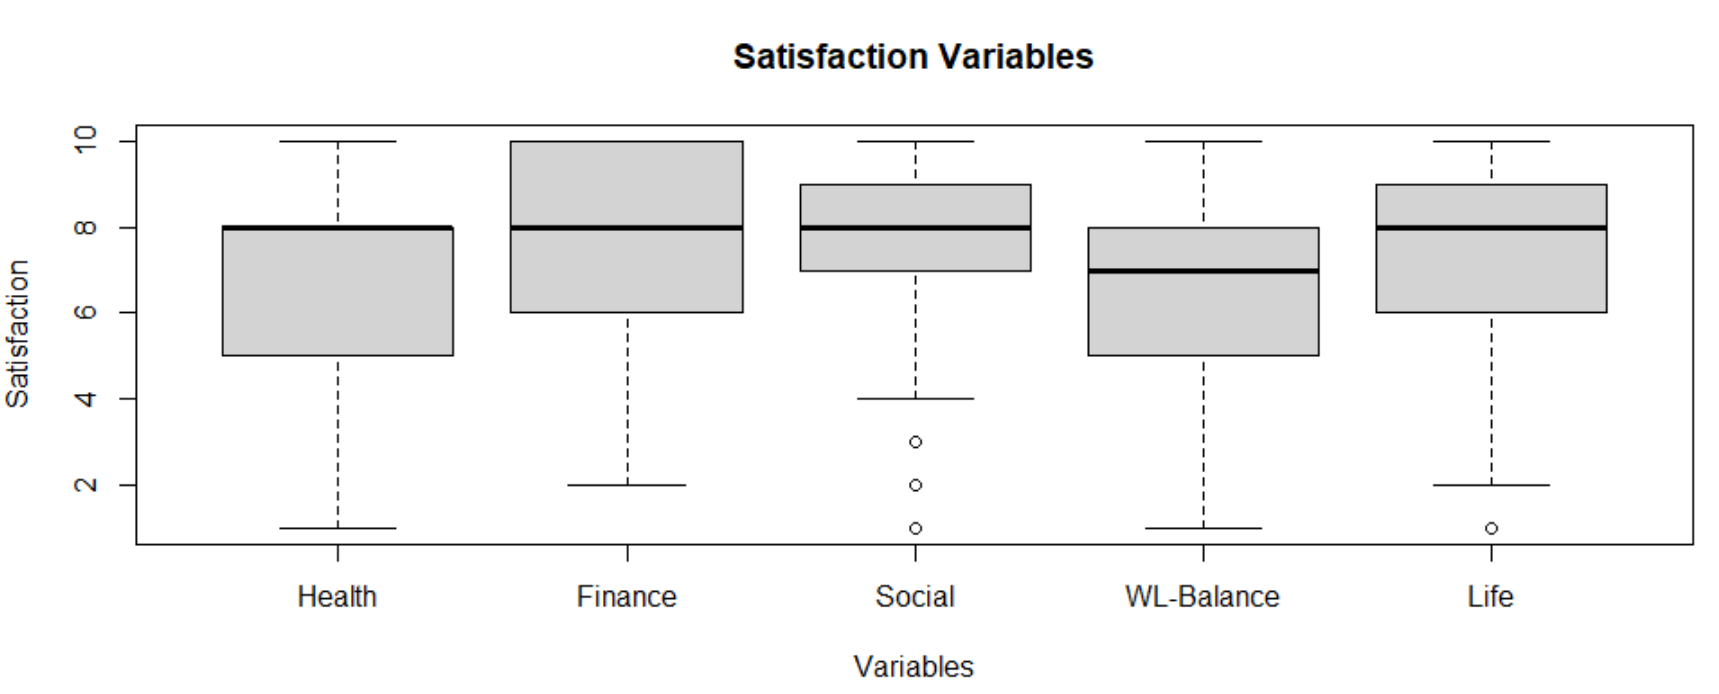 Satisfaction Variables
10
8
6
4
2
Satisfaction
Health Finance Social WL-Balance Life
Variables